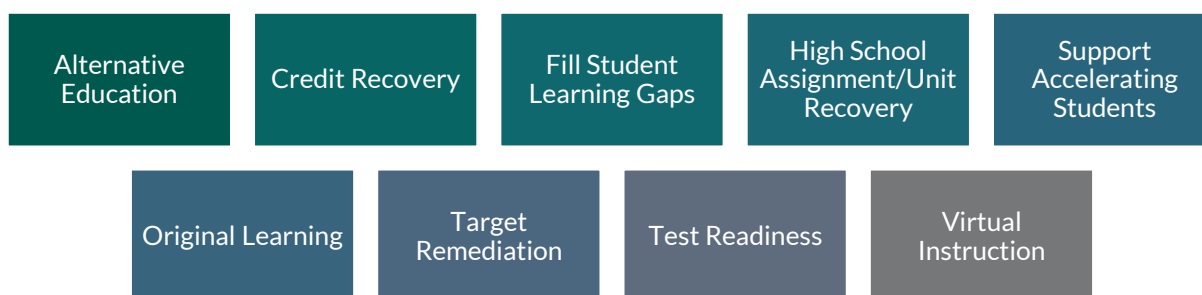 Alternative
Education
Credit Recovery
Fill Student
Learning Gaps
High School
Assignment/Unit
Recovery
Support
Accelerating
Students
Original Learning
Target
Remediation
Test Readiness
Virtual
Instruction